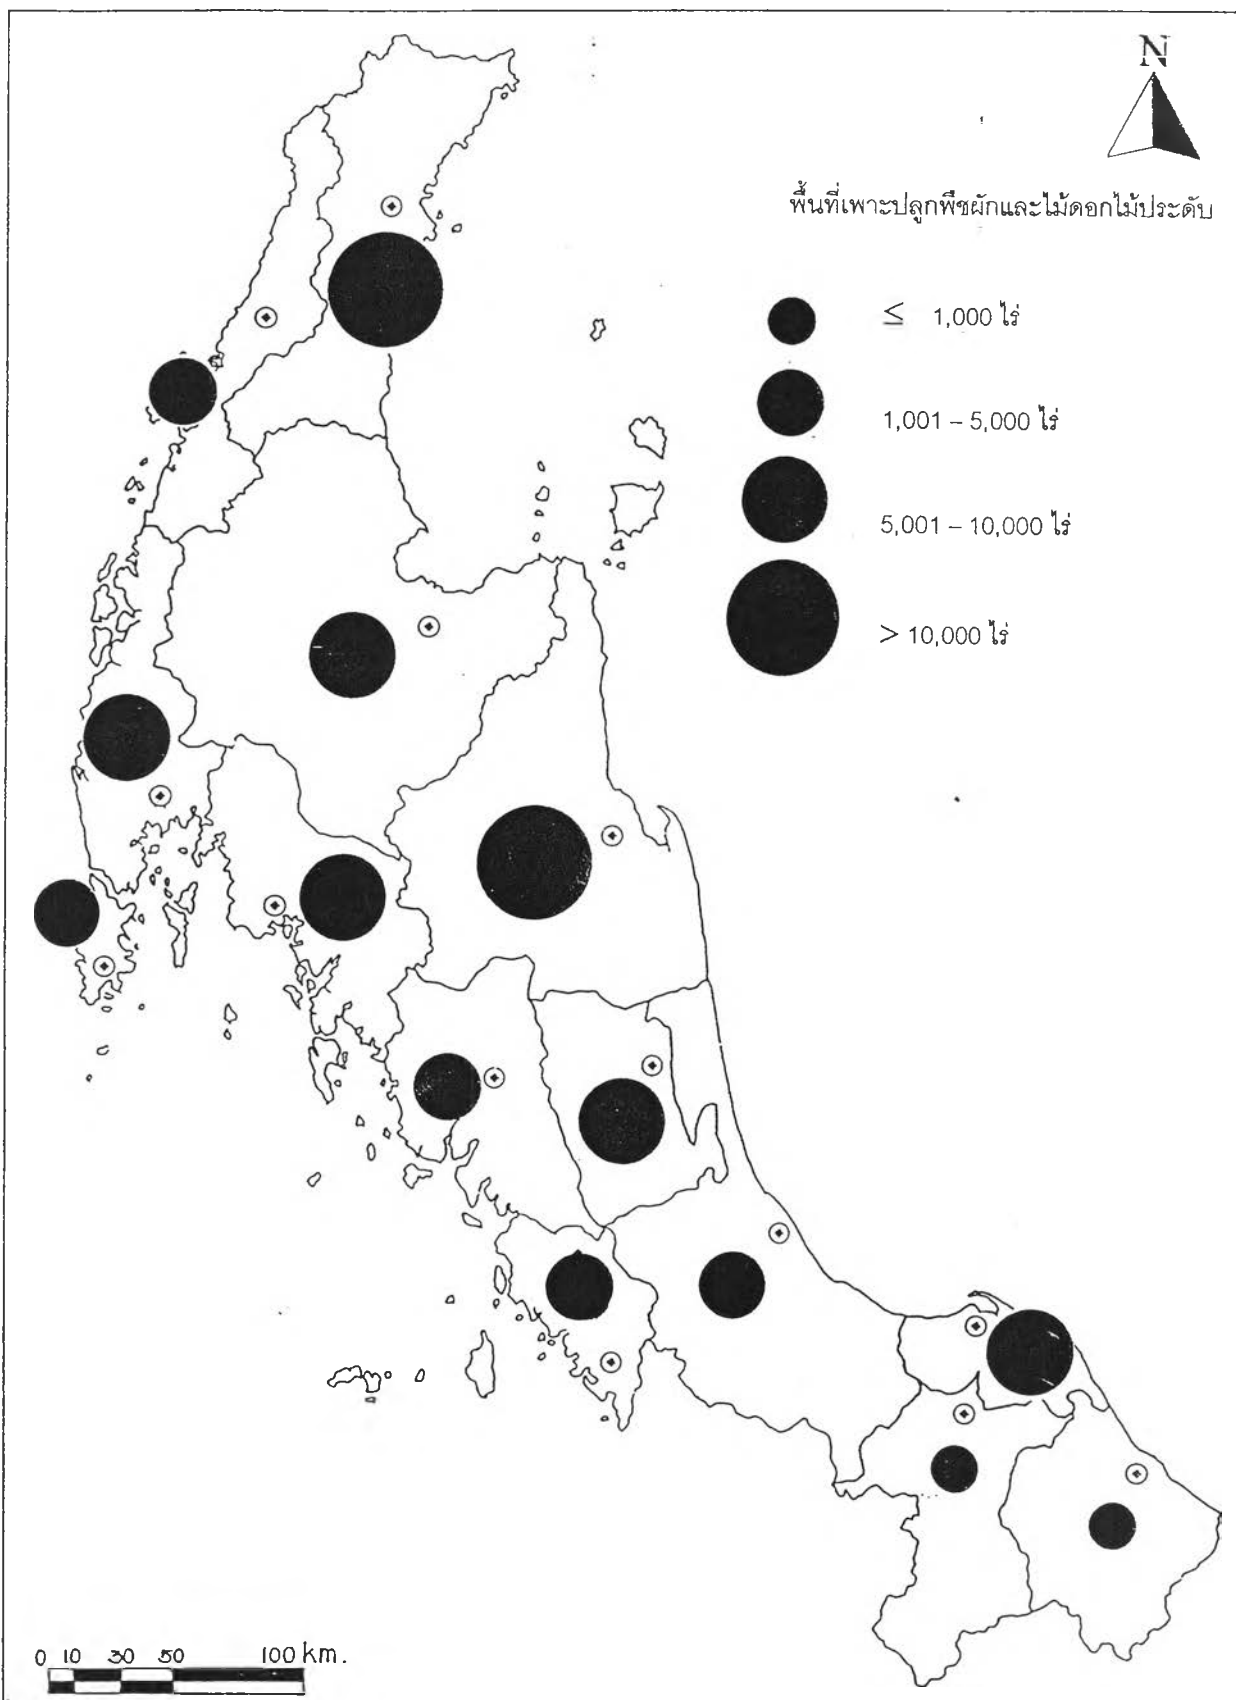 N
พื้นที่เพาะปลูกพืชผักและไม้ดอกไม้ประดับ
≤ 1,000 ไร่
1,001 – 5,000 ไร่
5,001 – 10,000 ไร่
> 10,000 ไร่
0 10 30 50 100 km.